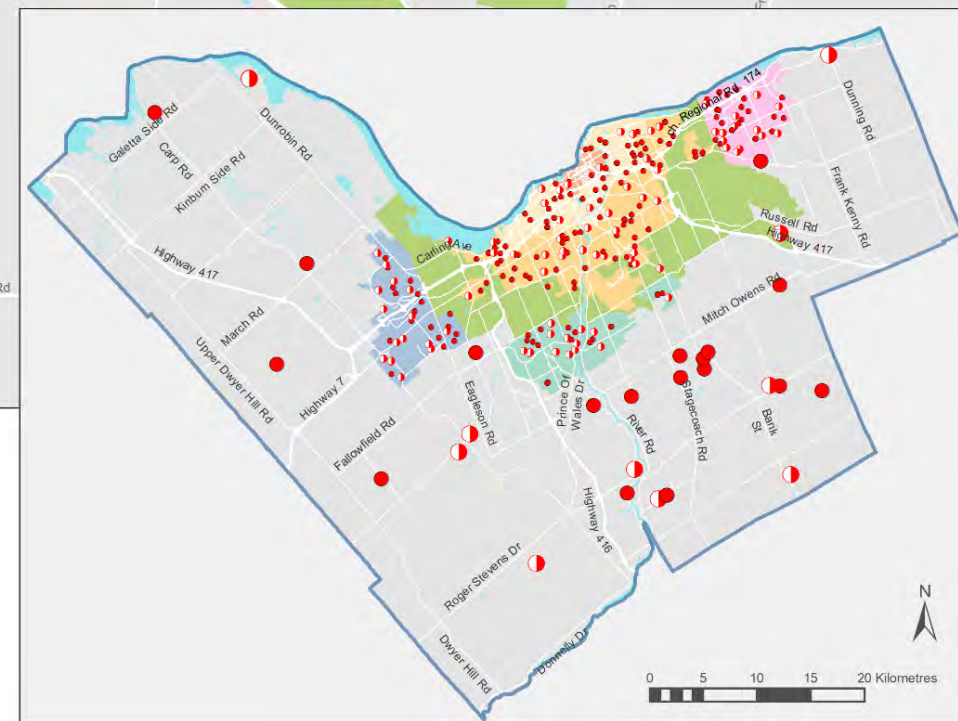 Galetta Side Rd
Carp Rd
Dunrobin Rd
Kinburn Side Rd
Highway 417
March Rd
Upper Dwyer Hill Rd
Highway 7
Carling Ave
Regional Rd. 174
Dunning Rd
Frank Kenny Rd
Russell Rd
Highway 417
Mitch Owens Rd
Rd
Fallowfield Rd
Eagleson Rd
Prince Of
Wales Dr
River Rd
Stagecoach Rd
Bank
St.
Highway 416
Roger Stevens Dr
Dwyer Hill Rd
Donnelly Dr
N
0 5 10 15 20 Kilometres